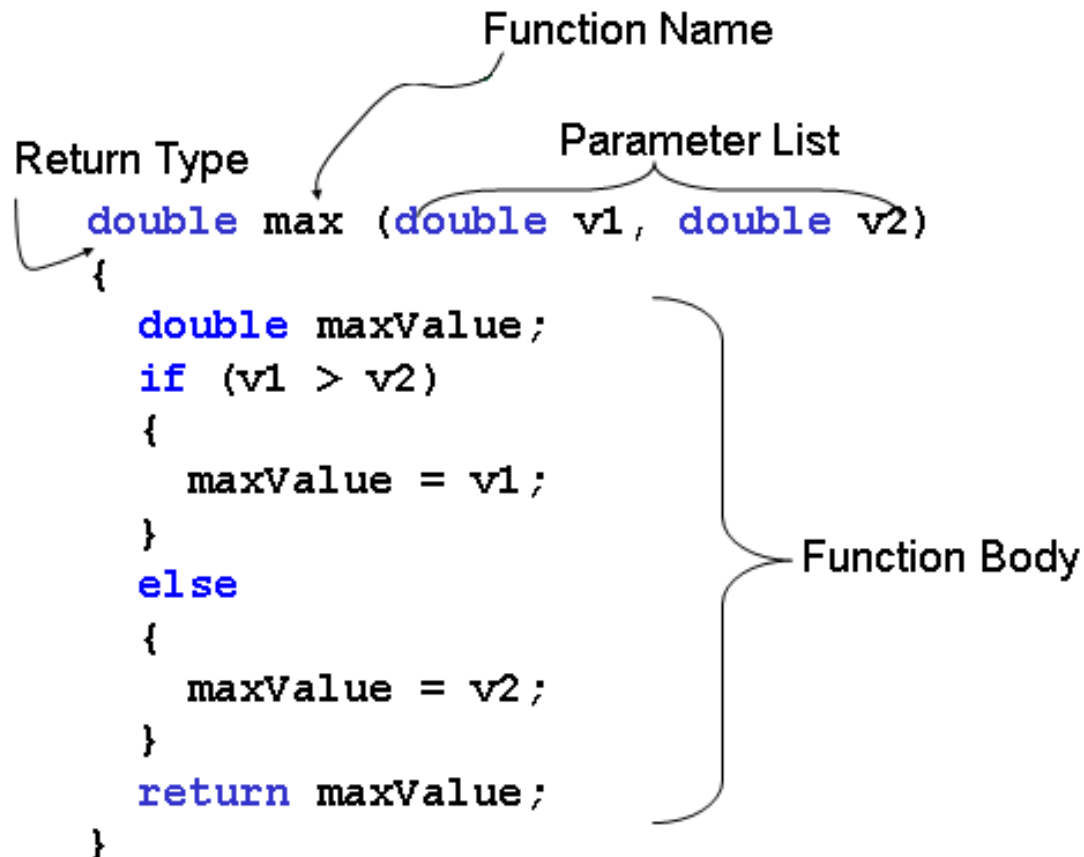 Function Name
Parameter List
Return Type
double max (double v1, double v2)
{
double maxValue;
if (v1 > v2)
{
maxValue = v1;
}
else
{
maxValue = v2;
}
return maxValue;
}
Function Body